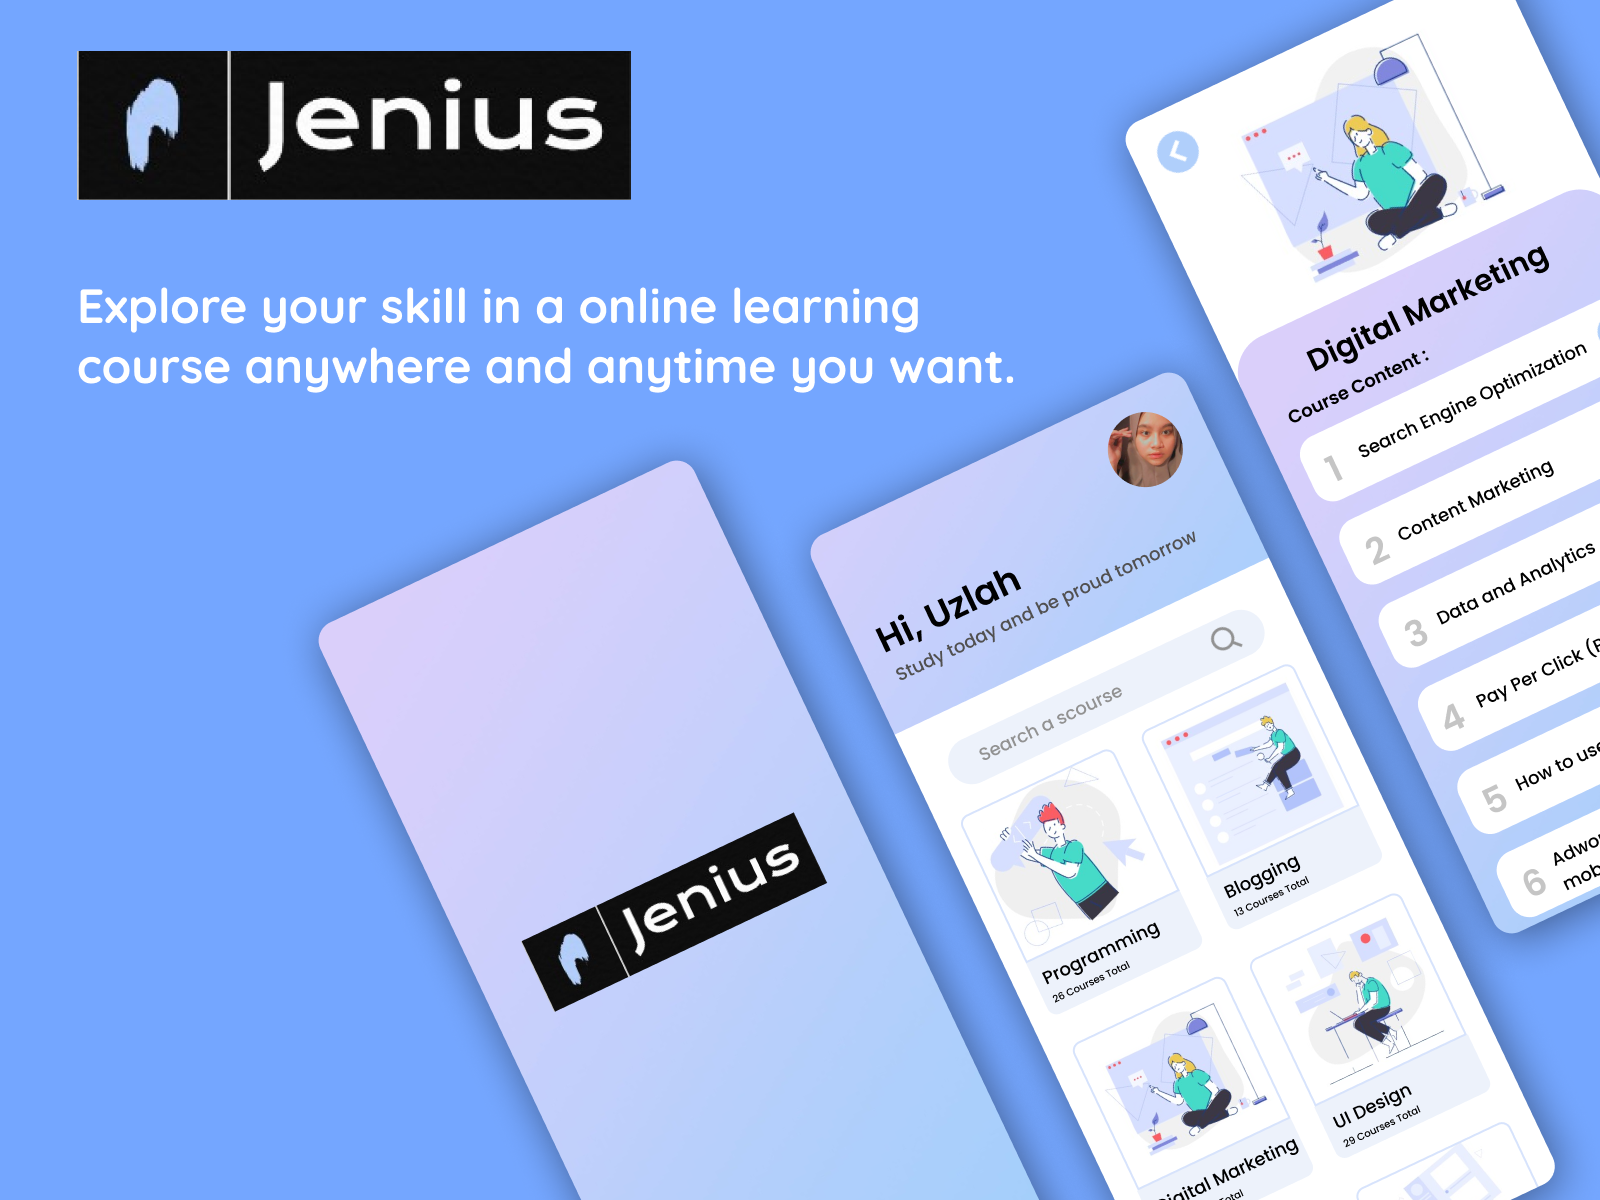 Jenius
Explore your skill in a online learning
course anywhere and anytime you want.
Jenius
Hi, Uzlah
Study today and be proud tomorrow
Search a scourse
Programming
26 Courses Total
Blogging
13 Courses Total
Digital Marketing
Total
UI Design
29 Courses Total
Digital Marketing
Course Content :
1 Search Engine Optimization
2 Content Marketing
3 Data and Analytics
4 Pay Per Click
5 How to use
6